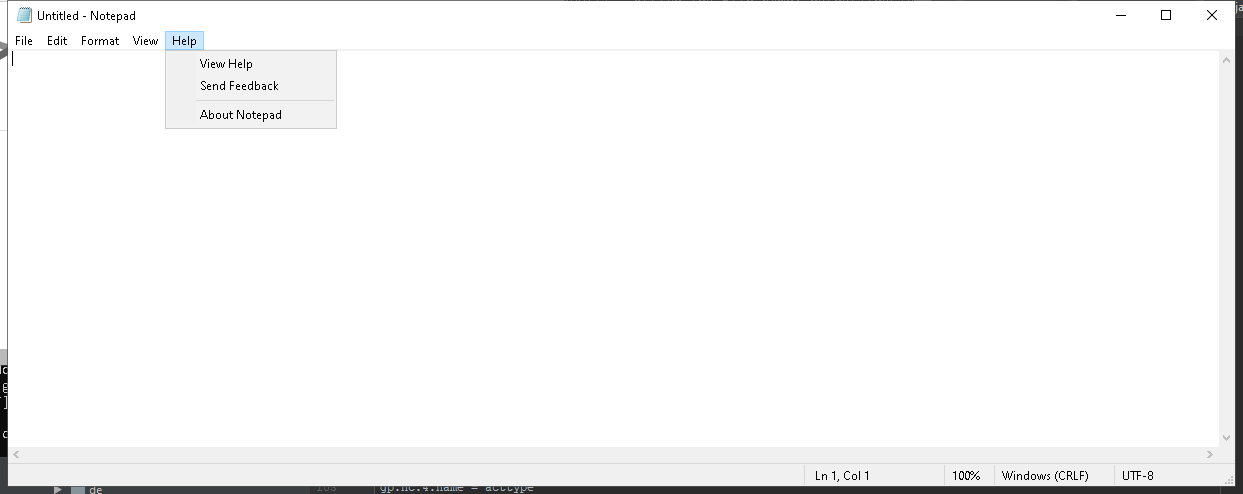 Untitled - Notepad
File Edit Format View Help
View Help
Send Feedback
About Notepad
Ln 1, Col 1 100% Windows (CRLF) UTF-8
de
gp.hc.4.name = acctype